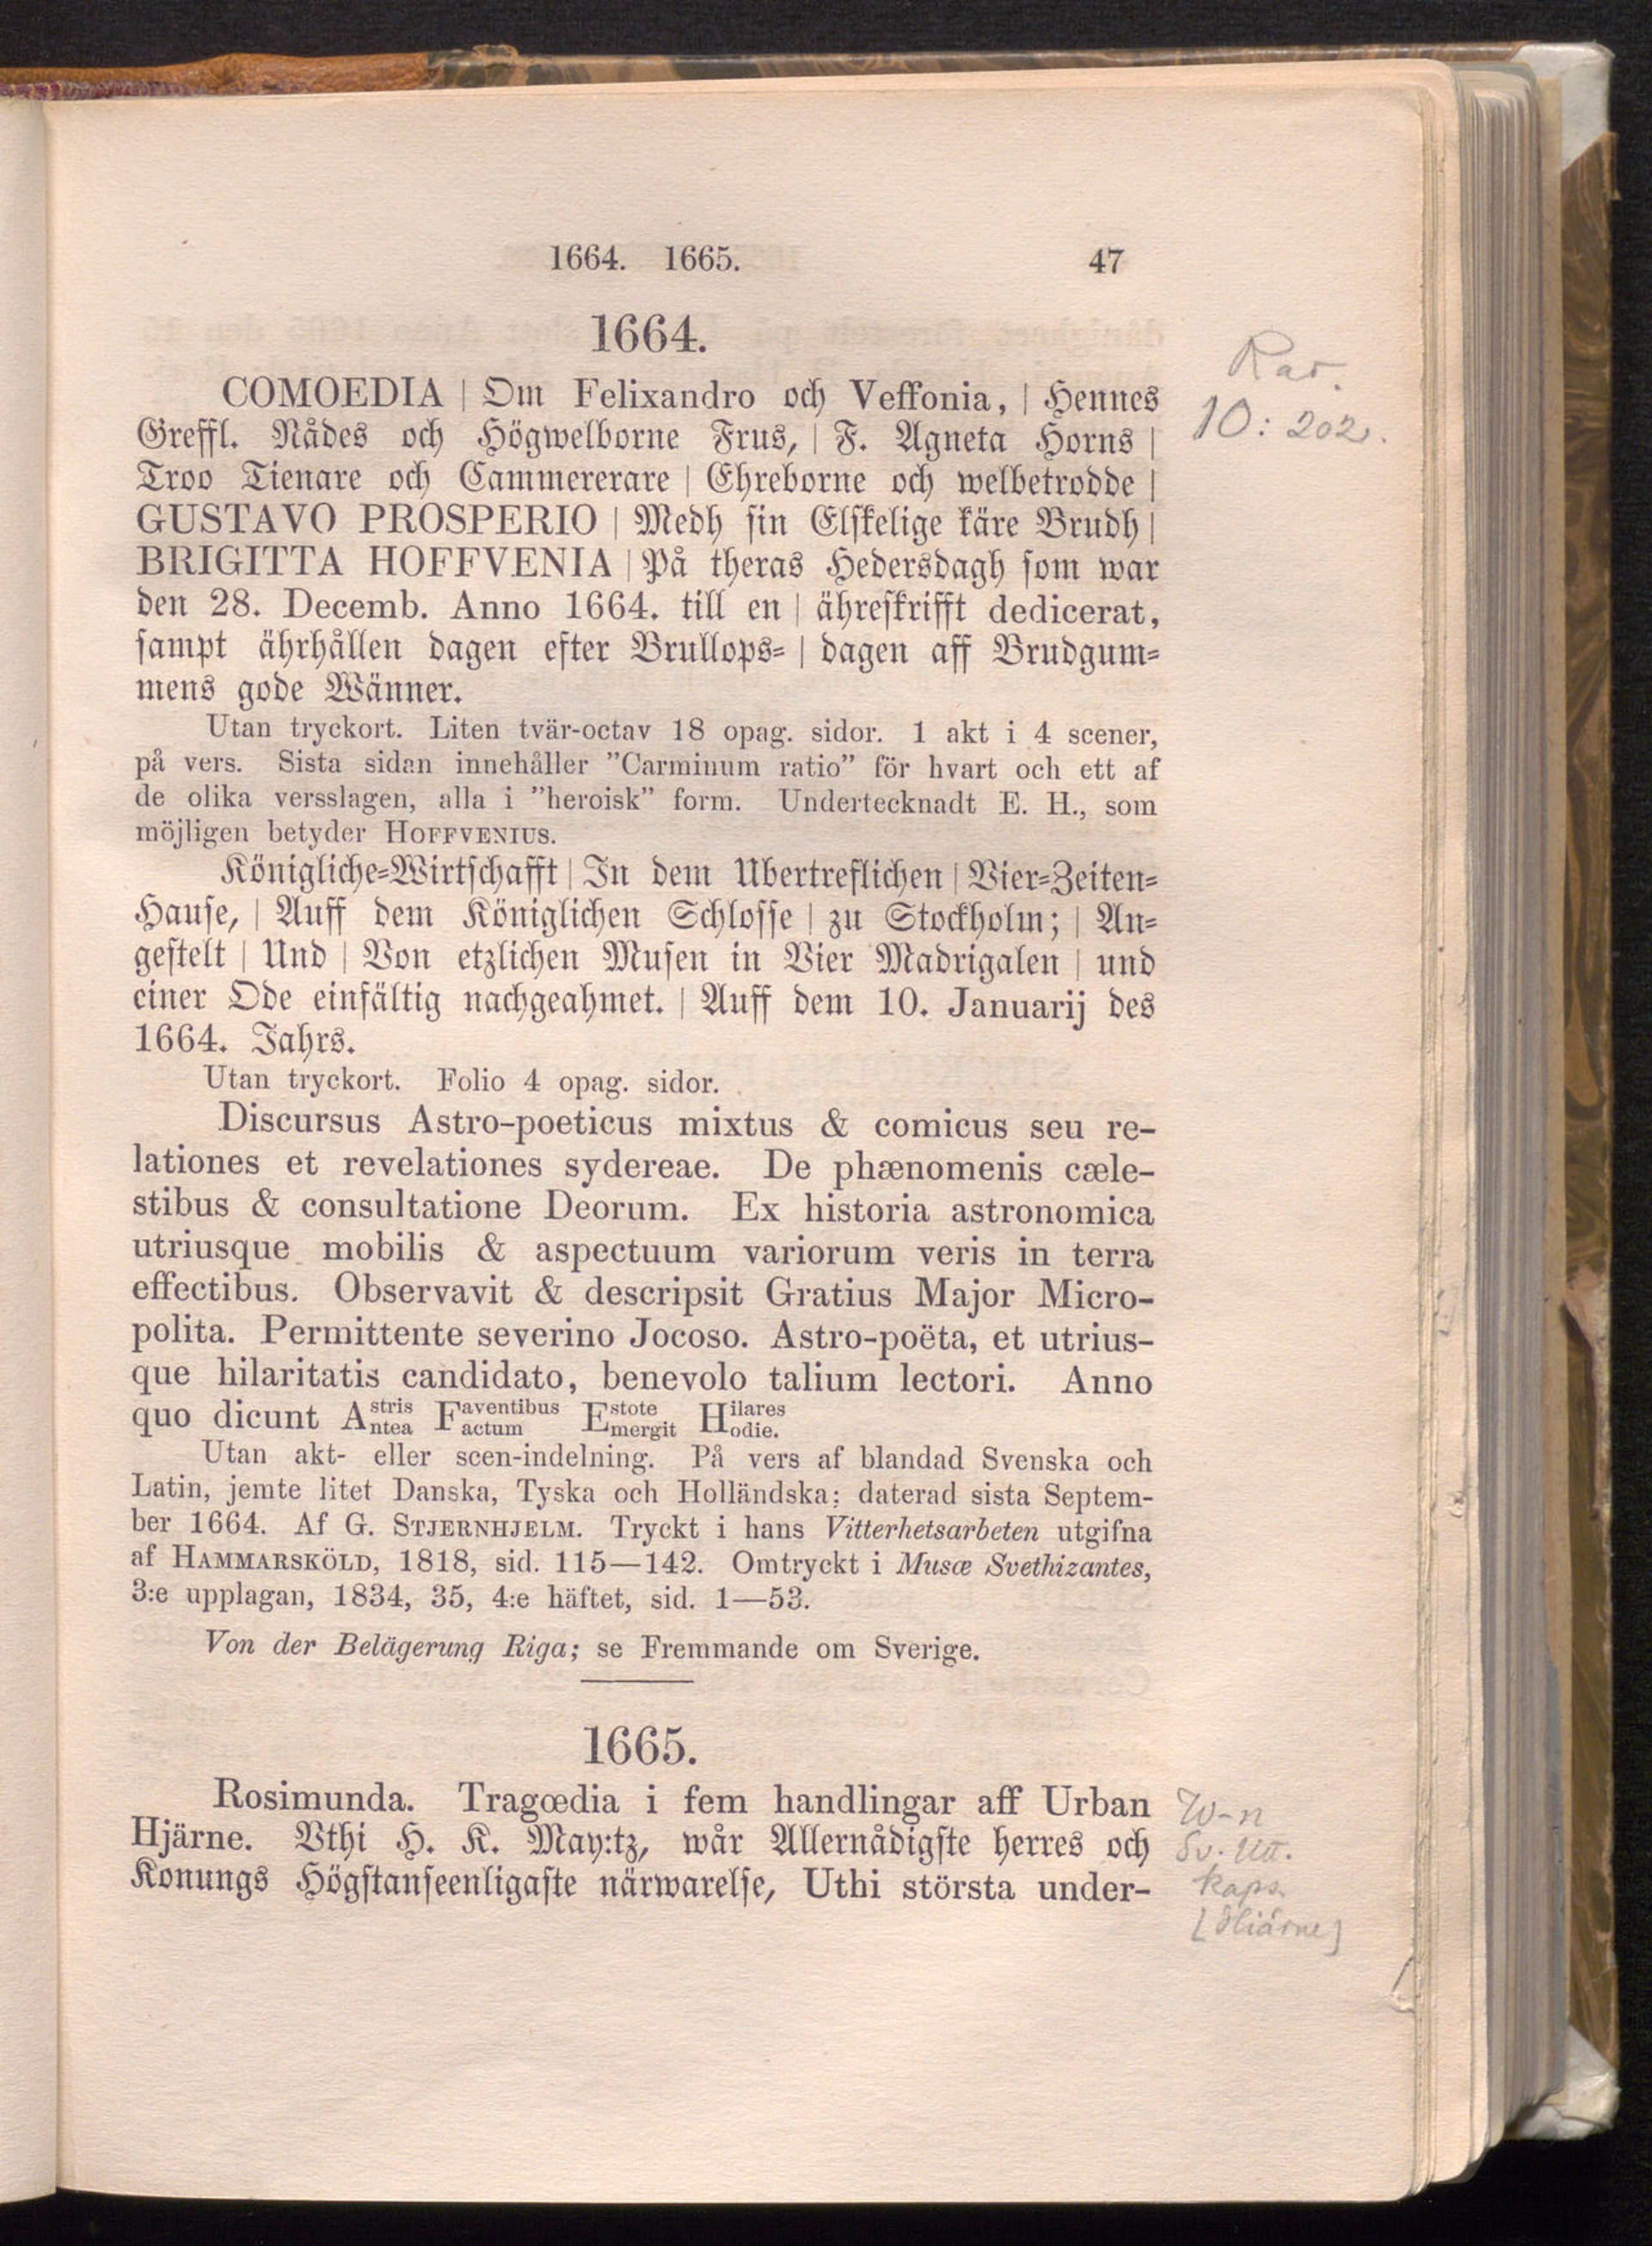 1664. 1665. 47
1664.
COMOEDIA | Om Felixandro och Veffonia, | Hennes
Greffl. Nådes och Högwelborne Frus, | F. Agneta Horns |
Troo Tienare och Cammererare | Ehreborne och welbetrodde |
GUSTAVO PROSPERIO | Medh sin Elskelige käre Brudh |
BRIGITTA HOFFVENIA | På theras Hedersdagh som war
den 28. Decemb. Anno 1664. till en | ähreskrifft dedicerat,
sampt ährhållen dagen efter Brullops- | dagen aff Brudgum-
mens gode Wänner.
Utan tryckort. Liten tvär-octav 18 opag. sidor. 1 akt i 4 scener,
på vers. Sista sidan innehåller "Carminum ratio" för hvart och ett af
de olika versslagen, alla i "heroisk" form. Undertecknadt E. H., som
möjligen betyder HOFFVENIUS.
Königliche-Wirtschafft | In dem Ubertreflichen | Vier-Zeiten-
Hause, | Auff dem Königlichen Schlosse | zu Stockholm; | An-
gestelt | Und | Von etzlichen Musen in Vier Madrigalen | und
einer Ode einfältig nachgeahmet. | Auff dem 10. Januarij des
1664. Jahrs.
Utan tryckort. Folio 4 opag. sidor.
Discursus Astro-poeticus mixtus & comicus seu re-
lationes et revelationes sydereae. De phænomenis cæle-
stibus & consultatione Deorum. Ex historia astronomica
utriusque mobilis & aspectuum variorum veris in terra
effectibus. Observavit & descripsit Gratius Major Micro-
polita. Permittente severino Jocoso. Astro-poëta, et utrius-
que hilaritatis candidato, benevolo talium lectori. Anno
quo dicunt Astris Faventibus Estote Hilares
Antea Factum Emergit Hodie.
Utan akt- eller scen-indelning. På vers af blandad Svenska och
Latin, jemte litet Danska, Tyska och Holländska; daterad sista Septem-
ber 1664. Af G. STJERNHJELM. Tryckt i hans Vitterhetsarbeten utgifna
af HAMMARSKÖLD, 1818, sid. 115—142. Omtryckt i Musæ Svethizantes,
3:e upplagan, 1834, 35, 4:e häftet, sid. 1—53.
Von der Belägerung Riga; se Fremmande om Sverige.
1665.
Rosimunda. Tragœdia i fem handlingar aff Urban
Hjärne. Vthi H. K. May:tz, wår Allernådigste herres och
Konungs Högstanseenligaste närwarelse, Uthi största under-
Rar.
10: 202.
W-n
Sv. Litt.
kaps.
[Hiärne]